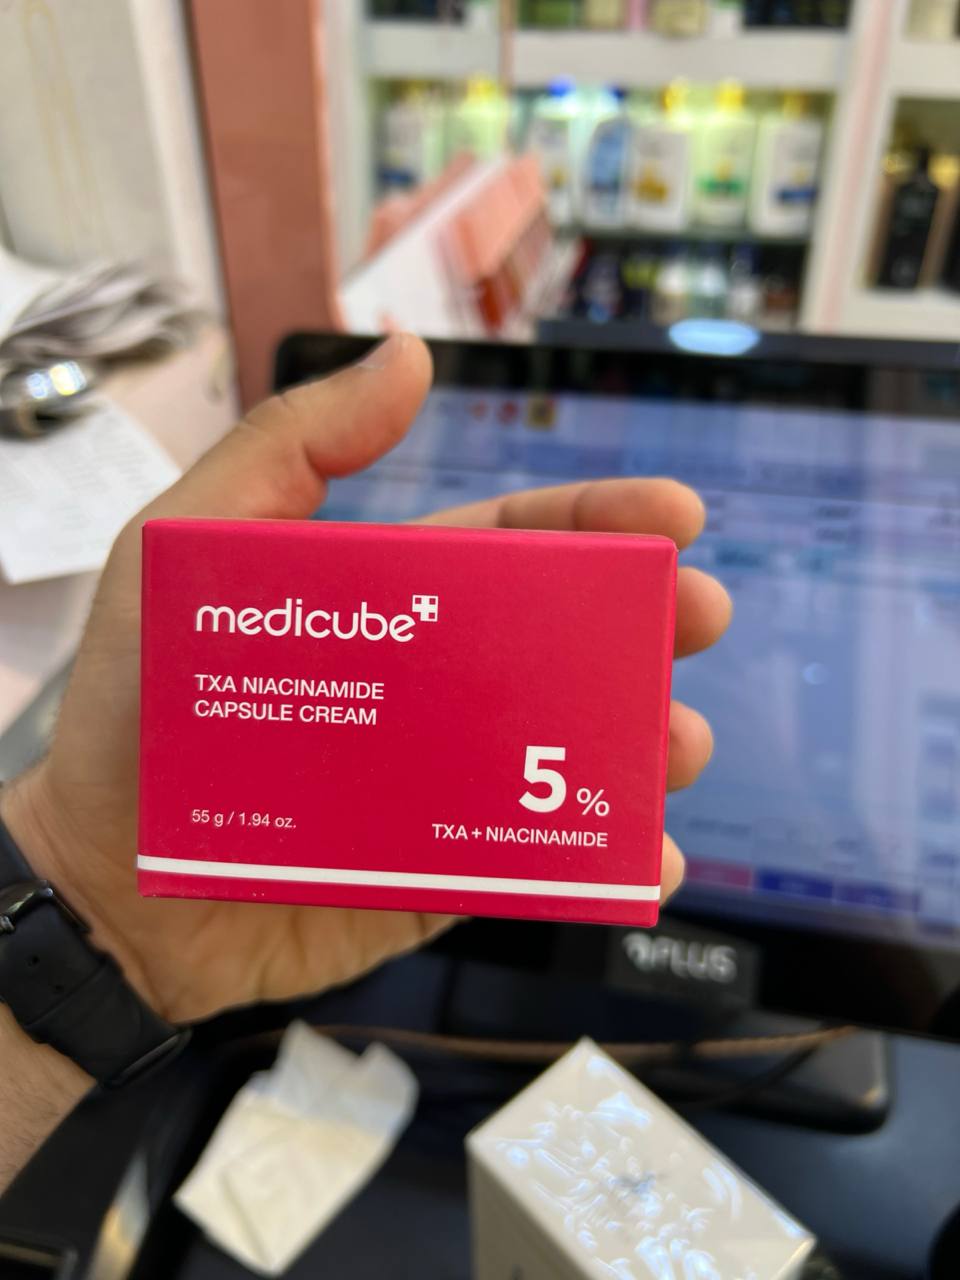 medicube
TXA NIACINAMIDE
CAPSULE CREAM
5 %
55 g / 1.94 oz.
TXA + NIACINAMIDE
PLUS